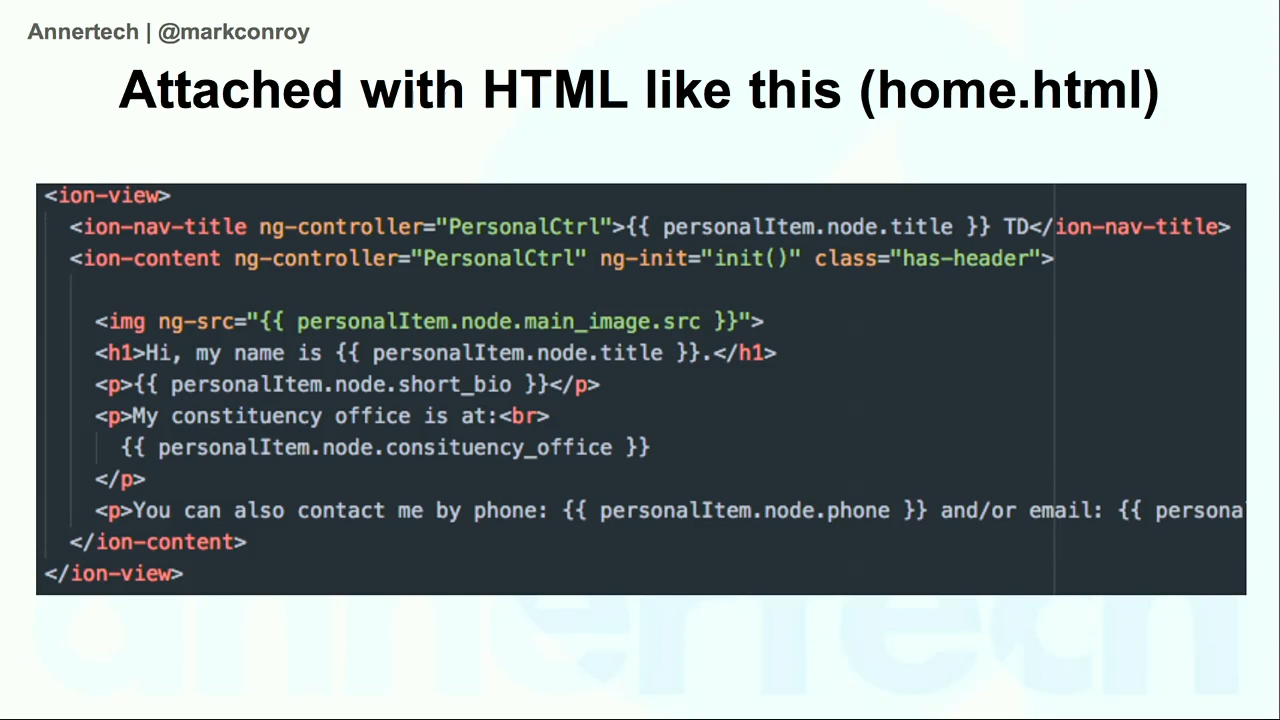 Annertech | @markconroy
Attached with HTML like this (home.html)
<ion-view>
<ion-nav-title ng-controller="PersonalCtrl">{{ personalItem.node.title }} TD</ion-nav-title>
<ion-content ng-controller="PersonalCtrl" ng-init="init()" class="has-header">
<img ng-src="{{ personalItem.node.main_image.src }}">
<h1>Hi, my name is {{ personalItem.node.title }}.</h1>
<p>{{ personalItem.node.short_bio }}</p>
<p>My constituency office is at:<br>
{{ personalItem.node.consituency_office }}
</p>
<p>You can also contact me by phone: {{ personalItem.node.phone }} and/or email: {{ persona
</ion-content>
</ion-view>
annertech